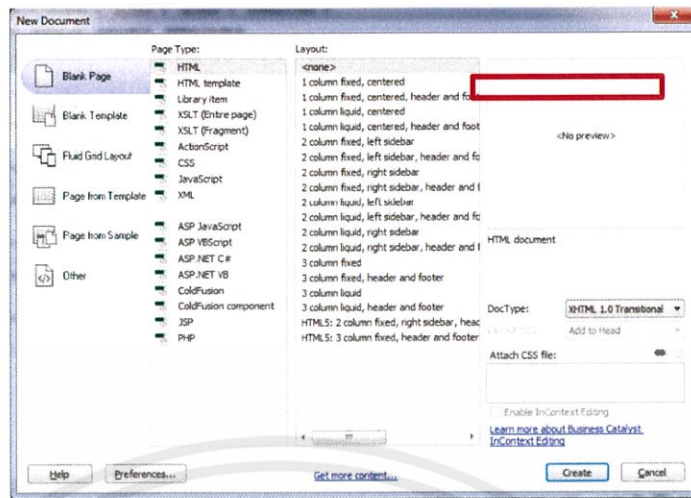 New Document
Page Type:
Layout:
Blank Page
Blank Template
Fluid Grid Layout
Page from Template
Page from Sample
Other
HTML
HTML template
Library item
XSLT (Entire page)
XSLT (Fragment)
ActionScript
CSS
JavaScript
XML
ASP JavaScript
ASP VBScript
ASP.NET C#
ASP.NET VB
ColdFusion
ColdFusion component
JSP
PHP
<none>
1 column fixed, centered
1 column fixed, centered, header and foo
1 column liquid, centered
1 column liquid, centered, header and foot
2 column fixed, left sidebar
2 column fixed, left sidebar, header and fo
2 column fixed, right sidebar
2 column fixed, right sidebar, header and f
2 column liquid, left sidebar
2 column liquid, left sidebar, header and fo
2 column liquid, right sidebar
2 column liquid, right sidebar, header and f
3 column fixed
3 column fixed, header and footer
3 column liquid
3 column liquid, header and footer
HTML5: 2 column fixed, right sidebar, head
HTML5: 3 column fixed, header and footer
<No preview>
HTML document
DocType:
XHTML 1.0 Transitional
Add to Head
Attach CSS file:
Enable InContext Editing
Learn more about Business Catalyst
InContext Editing
Help
Preferences...
Get more content...
Create
Cancel